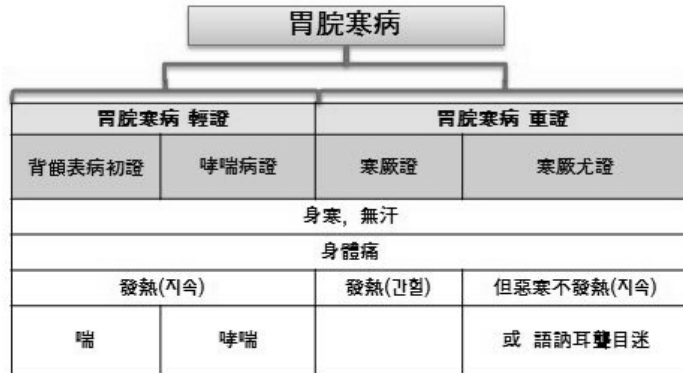 胃脘寒病
胃脘寒病 輕證 胃脘寒病 重證
背頠表病初證 哮喘病證 寒厥證 寒厥尤證
身寒, 無汗
身體痛
發熱(지속) 發熱(간헐) 但惡寒不發熱(지속)
喘 哮喘 或 語訥耳聾目迷